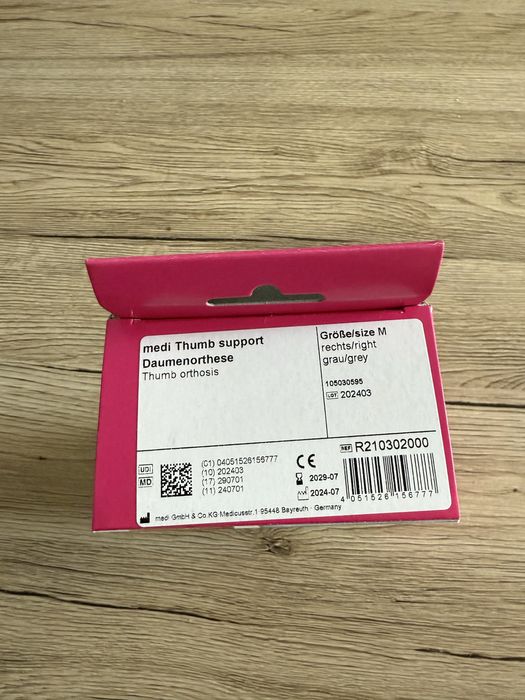 medi Thumb support
Daumenorthese
Thumb orthosis
Größe/size M
rechts/right
grau/grey
105030595
LOT 202403
REF R210302000
UDI
MD
(01) 04051526156777
(10) 202403
(17) 290701
(11) 240701
CE
2029-07
2024-07
4 051526 156777
medi GmbH & Co.KG·Medicusstr.1·95448 Bayreuth · Germany